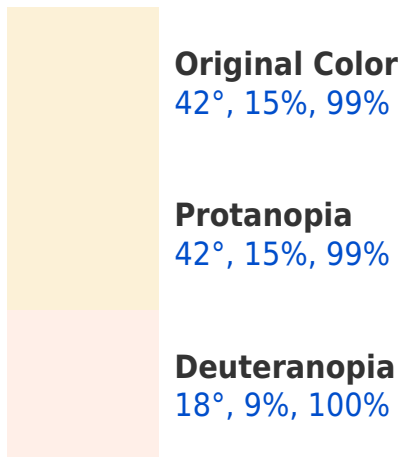 Original Color
42°, 15%, 99%
Protanopia
42°, 15%, 99%
Deuteranopia
18°, 9%, 100%